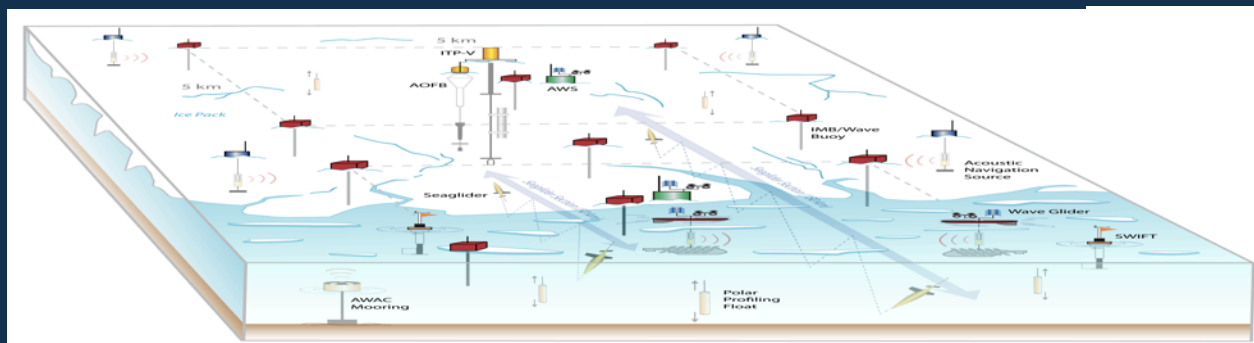 5 km
ITP-V
AOFB
AWS
5 km
Ice Pack
IMB/Wave
Buoy
Acoustic
Navigation
Source
Seaglider
Wave Glider
SWIFT
AWAC
Mooring
Polar
Profiling
Float